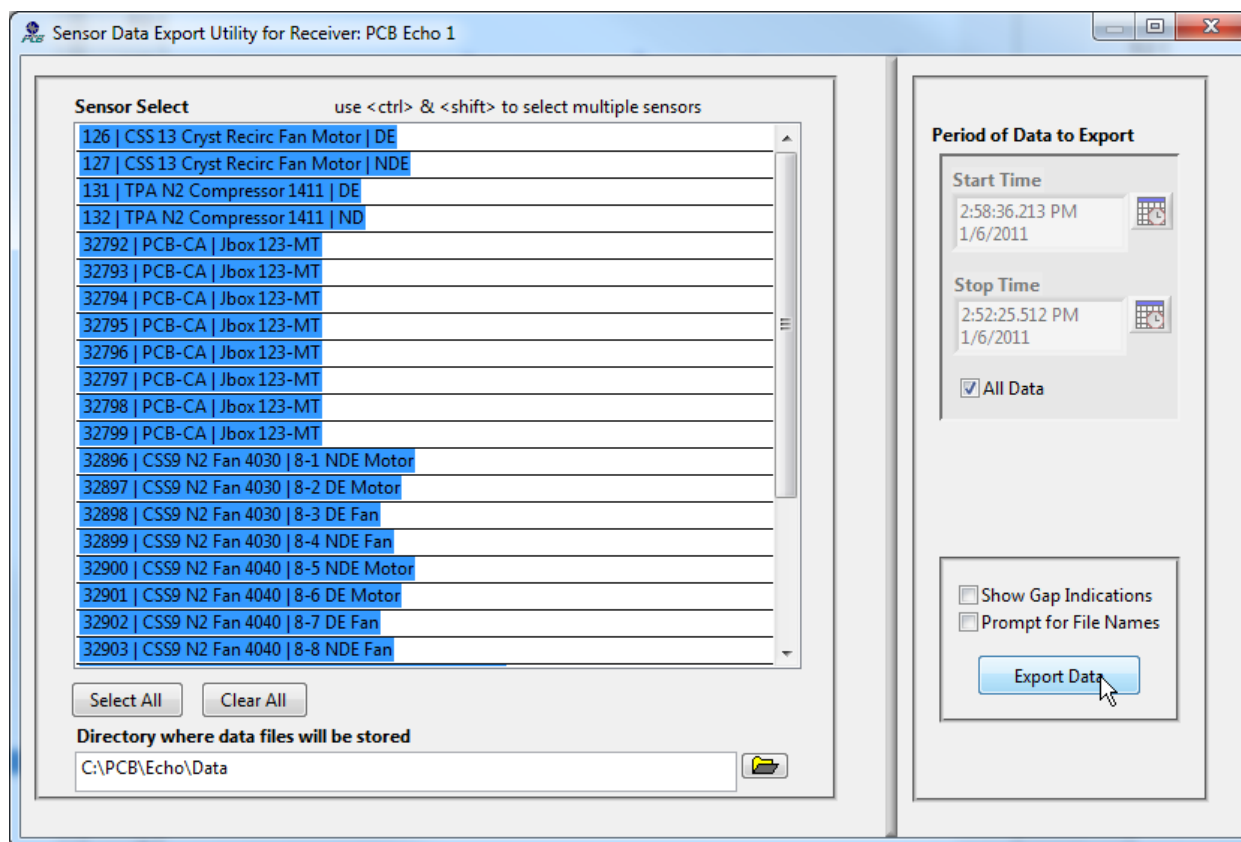 Sensor Data Export Utility for Receiver: PCB Echo 1
Sensor Select use <ctrl> & <shift> to select multiple sensors
126 | CSS 13 Cryst Recirc Fan Motor | DE
127 | CSS 13 Cryst Recirc Fan Motor | NDE
131 | TPA N2 Compressor 1411 | DE
132 | TPA N2 Compressor 1411 | ND
32792 | PCB-CA | Jbox 123-MT
32793 | PCB-CA | Jbox 123-MT
32794 | PCB-CA | Jbox 123-MT
32795 | PCB-CA | Jbox 123-MT
32796 | PCB-CA | Jbox 123-MT
32797 | PCB-CA | Jbox 123-MT
32798 | PCB-CA | Jbox 123-MT
32799 | PCB-CA | Jbox 123-MT
32896 | CSS9 N2 Fan 4030 | 8-1 NDE Motor
32897 | CSS9 N2 Fan 4030 | 8-2 DE Motor
32898 | CSS9 N2 Fan 4030 | 8-3 DE Fan
32899 | CSS9 N2 Fan 4030 | 8-4 NDE Fan
32900 | CSS9 N2 Fan 4040 | 8-5 NDE Motor
32901 | CSS9 N2 Fan 4040 | 8-6 DE Motor
32902 | CSS9 N2 Fan 4040 | 8-7 DE Fan
32903 | CSS9 N2 Fan 4040 | 8-8 NDE Fan
Select All
Clear All
Directory where data files will be stored
C:\PCB\Echo\Data
Period of Data to Export
Start Time
2:58:36.213 PM
1/6/2011
Stop Time
2:52:25.512 PM
1/6/2011
All Data
Show Gap Indications
Prompt for File Names
Export Data